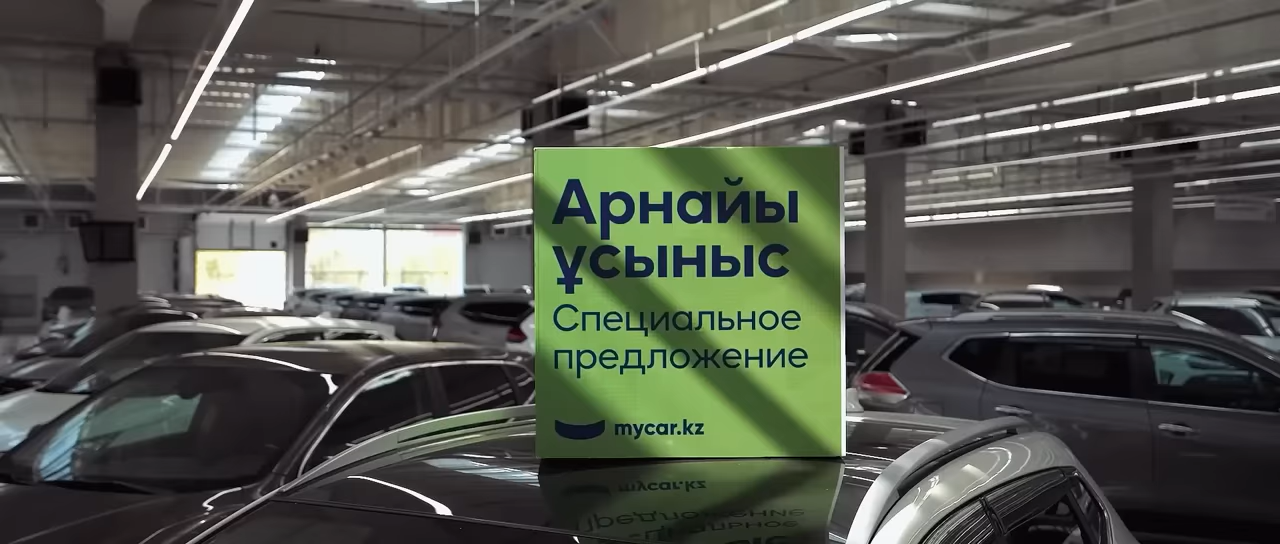 Арнайы
ұсыныс
Специальное
предложение
mycar.kz